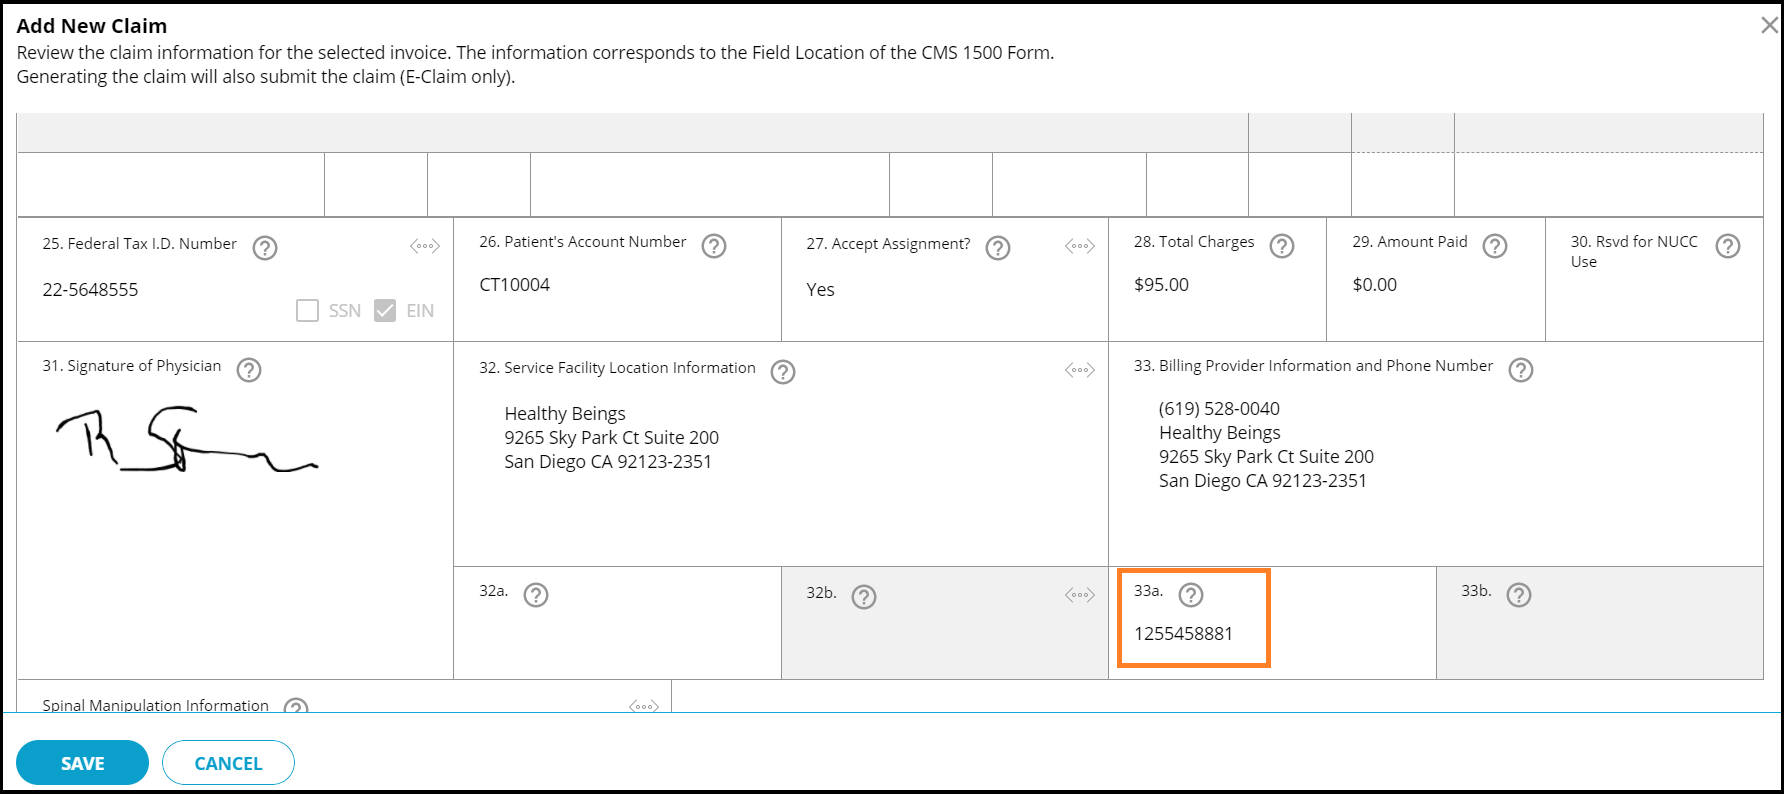 Add New Claim
Review the claim information for the selected invoice. The information corresponds to the Field Location of the CMS 1500 Form.
Generating the claim will also submit the claim (E-Claim only).
25. Federal Tax I.D. Number
22-5648555
SSN EIN
26. Patient's Account Number
CT10004
27. Accept Assignment?
Yes
28. Total Charges
$95.00
29. Amount Paid
$0.00
30. Rsvd for NUCC
Use
31. Signature of Physician
32. Service Facility Location Information
Healthy Beings
9265 Sky Park Ct Suite 200
San Diego CA 92123-2351
33. Billing Provider Information and Phone Number
(619) 528-0040
Healthy Beings
9265 Sky Park Ct Suite 200
San Diego CA 92123-2351
32a.
32b.
33a.
1255458881
33b.
Spinal Manipulation Information
SAVE
CANCEL